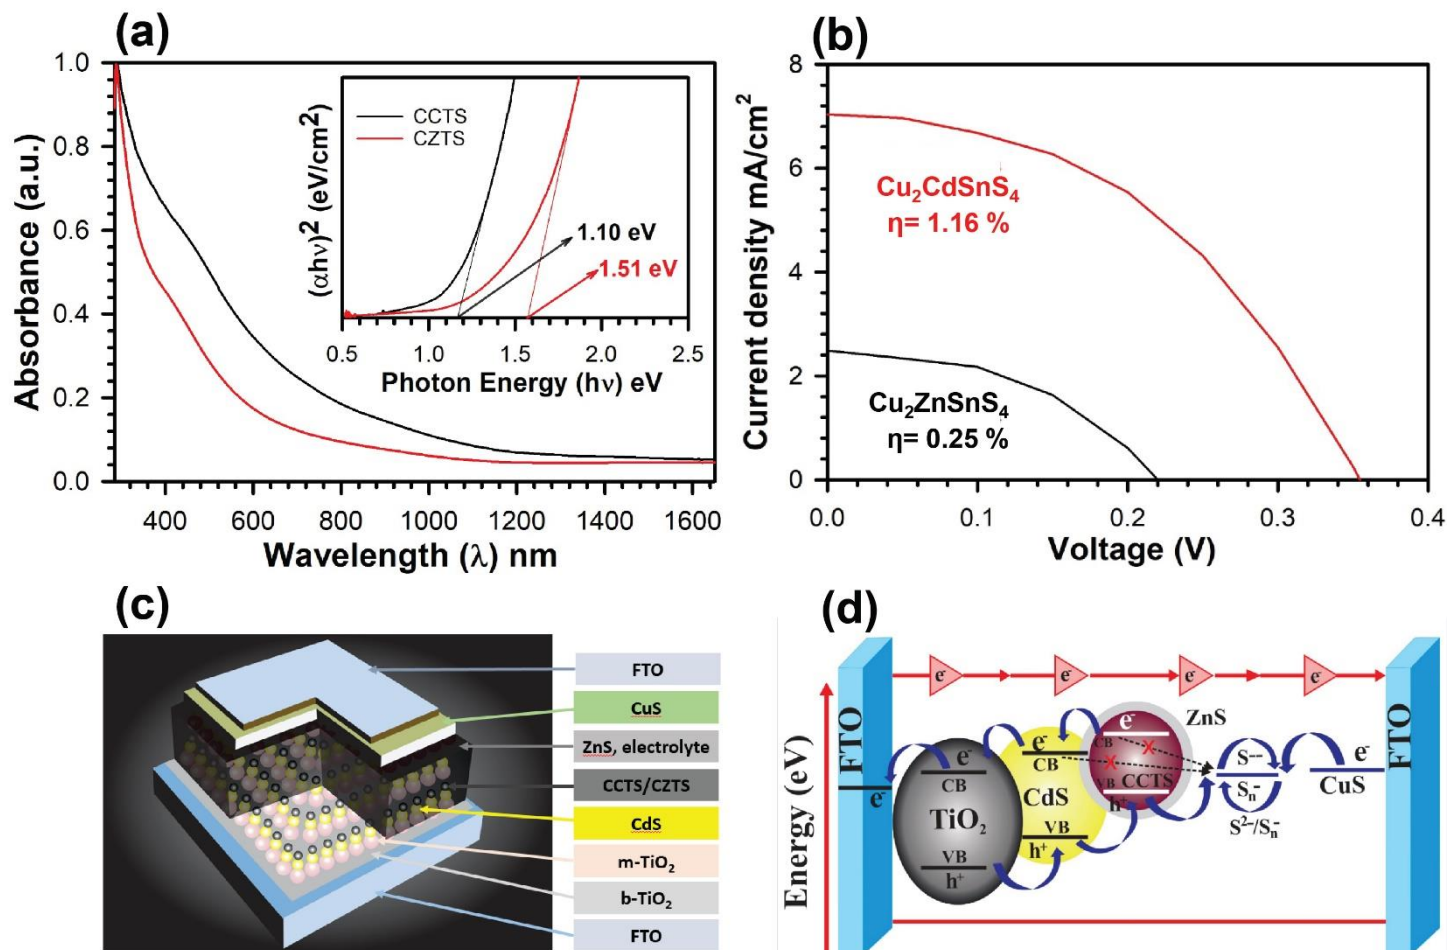 (a)
1.0
0.8
0.6
0.4
0.2
0.0
Absorbance (a.u.)
400 600 800 1000 1200 1400 1600
Wavelength (λ) nm
CCTS
CZTS
(αhν)² (eV/cm²)
1.10 eV
1.51 eV
0.5 1.0 1.5 2.0 2.5
Photon Energy (hν) eV
(b)
8
6
4
2
0
Current density mA/cm²
Cu₂CdSnS₄
η= 1.16 %
Cu₂ZnSnS₄
η= 0.25 %
0.0 0.1 0.2 0.3 0.4
Voltage (V)
(c)
FTO
CuS
ZnS, electrolyte
CCTS/CZTS
CdS
m-TiO₂
b-TiO₂
FTO
(d)
Energy (eV)
FTO
e⁻
e⁻ e⁻ e⁻ e⁻
e⁻
CB
TiO₂
VB
h⁺
e⁻
CB
CdS
VB
h⁺
e⁻
CB
VB
CCTS
h⁺
ZnS
S⁻⁻
Sₙ⁻
S²⁻/Sₙ⁻
e⁻
CuS
FTO